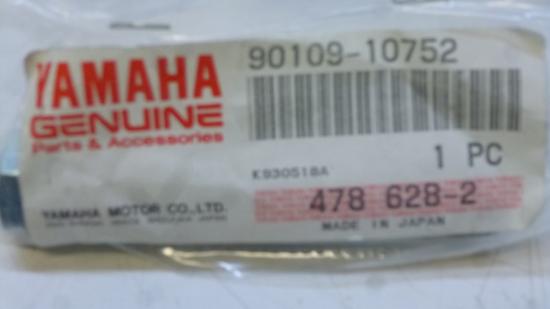 YAMAHA
GENUINE
Parts & Accessories
90109-10752
K930518A
1 PC
478 628-2
YAMAHA MOTOR CO., LTD.
MADE IN JAPAN